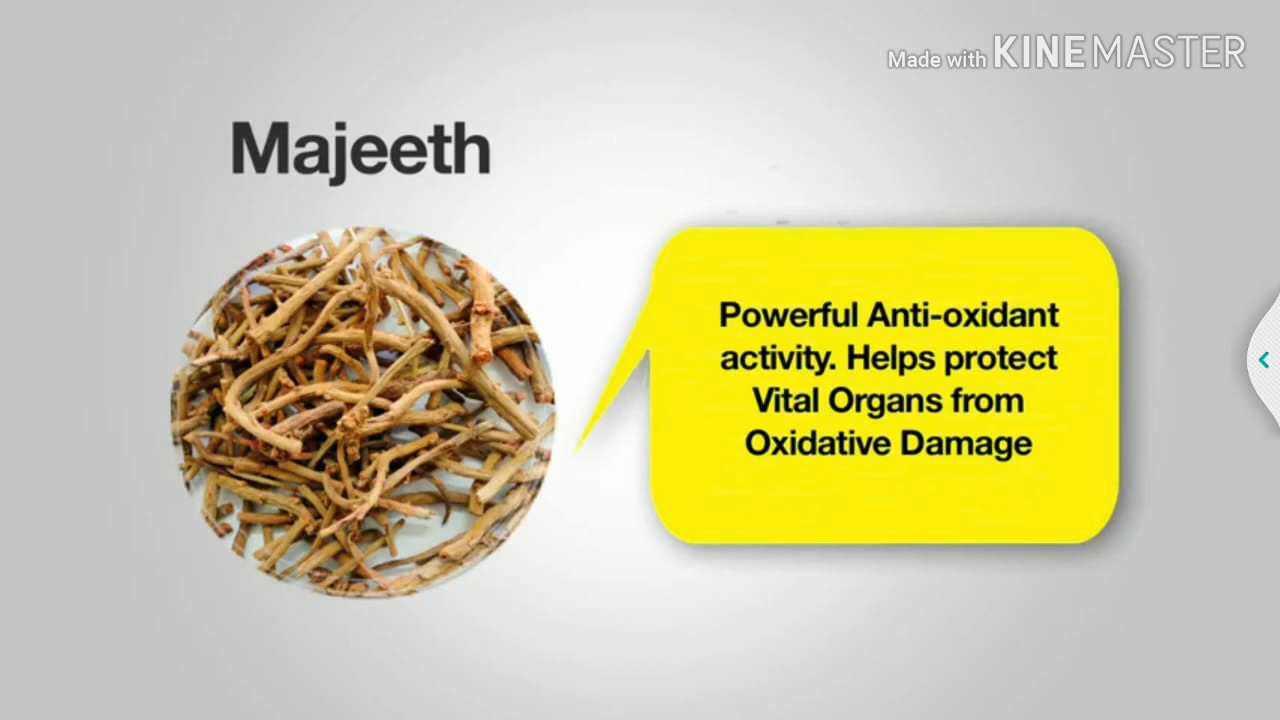 Made with KINEMASTER
Majeeth
Powerful Anti-oxidant
activity. Helps protect
Vital Organs from
Oxidative Damage